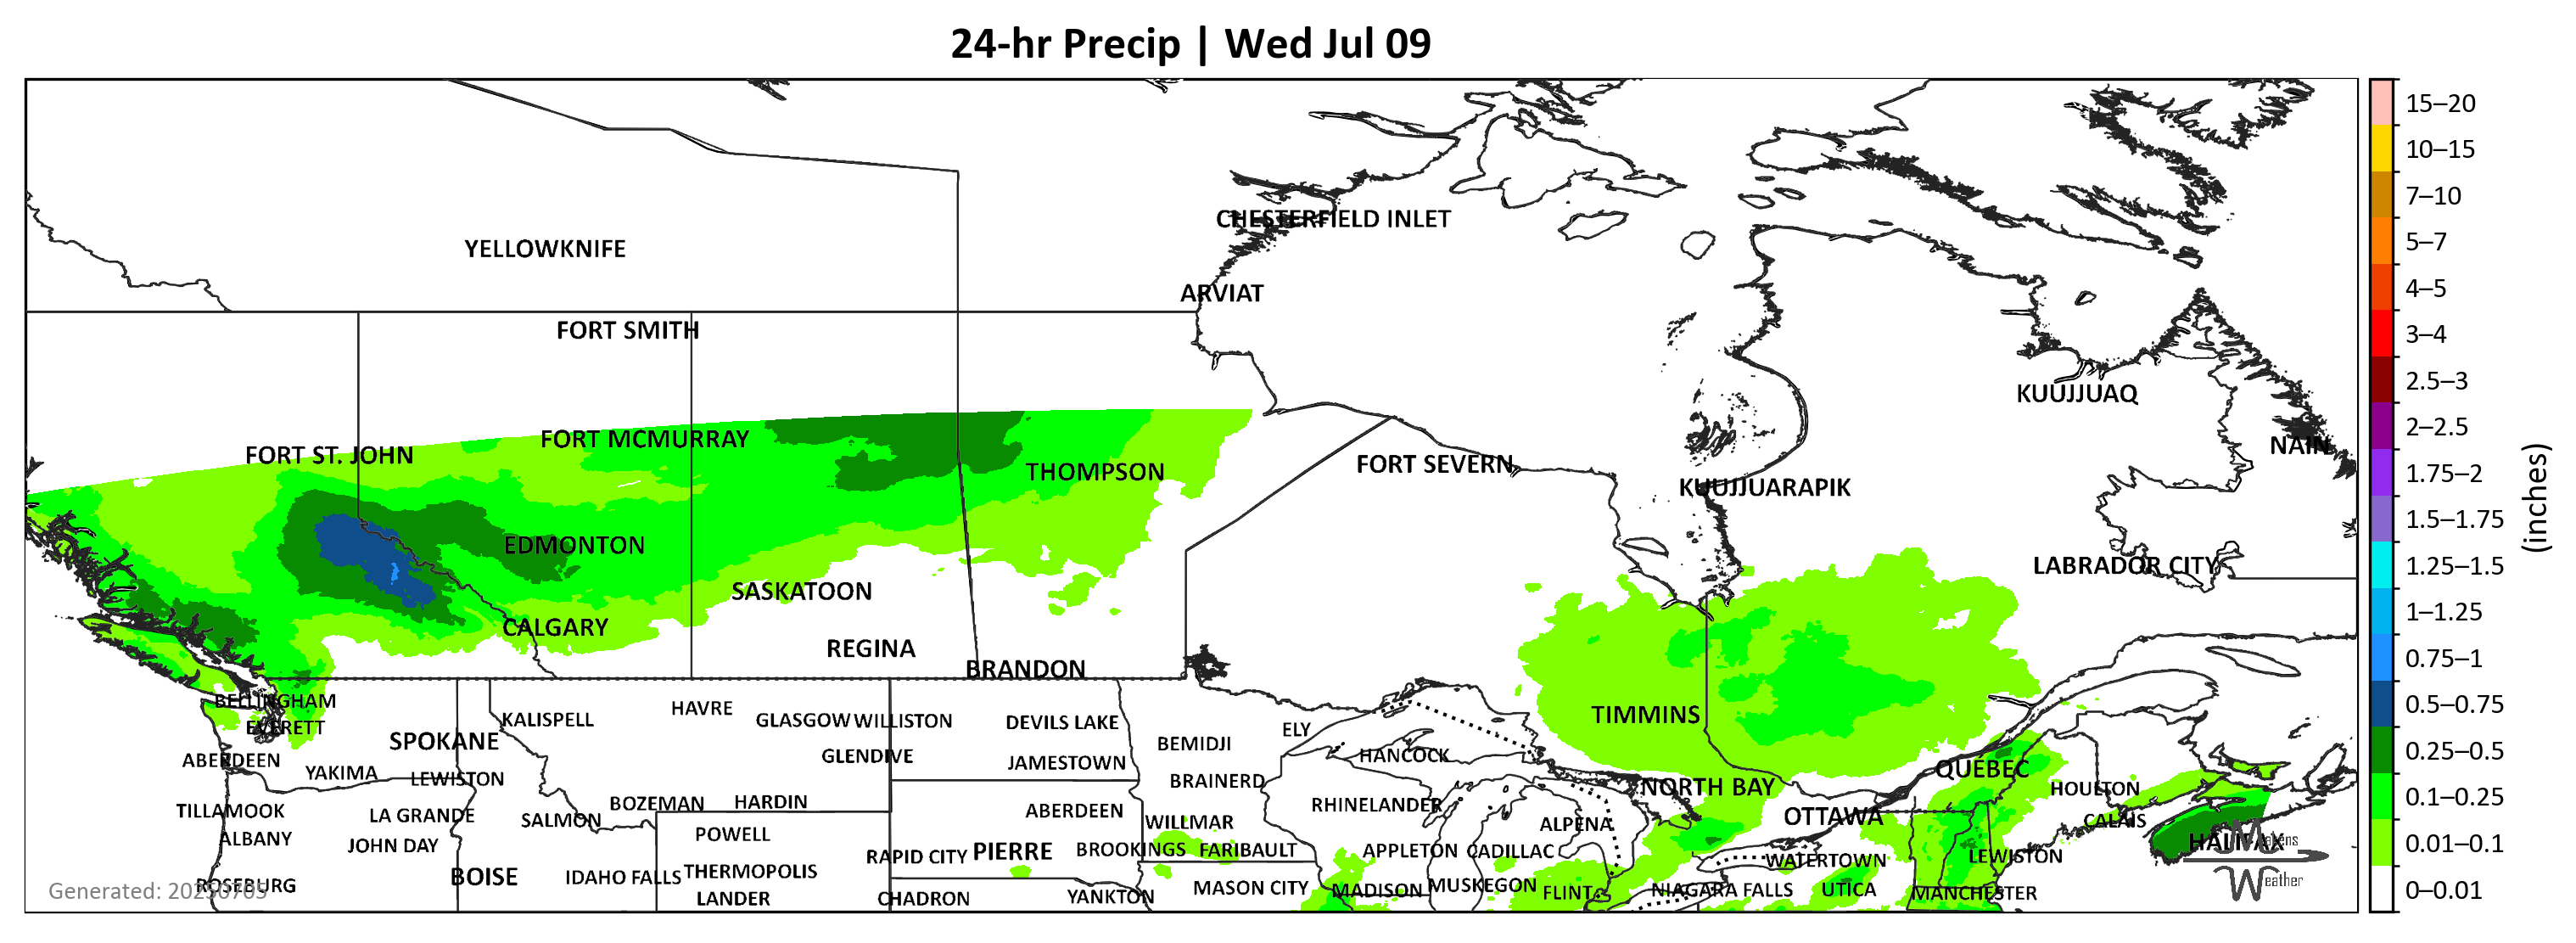 24-hr Precip | Wed Jul 09
15–20
10–15
7–10
5–7
4–5
3–4
2.5–3
2–2.5
1.75–2
1.5–1.75
1.25–1.5
1–1.25
0.75–1
0.5–0.75
0.25–0.5
0.1–0.25
0.01–0.1
0–0.01
(inches)
CHESTERFIELD INLET
YELLOWKNIFE
ARVIAT
FORT SMITH
KUUJJUAQ
FORT MCMURRAY
NAIN
FORT ST. JOHN
FORT SEVERN
THOMPSON
KUUJJUARAPIK
EDMONTON
LABRADOR CITY
SASKATOON
CALGARY
REGINA
BRANDON
BELLINGHAM
HAVRE
TIMMINS
KALISPELL
GLASGOW WILLISTON
DEVILS LAKE
EVERETT
ELY
SPOKANE
BEMIDJI
GLENDIVE
HANCOCK
ABERDEEN
JAMESTOWN
QUÉBEC
YAKIMA
LEWISTON
BRAINERD
NORTH BAY
HOULTON
BOZEMAN
HARDIN
RHINELANDER
TILLAMOOK
LA GRANDE
SALMON
ABERDEEN
WILLMAR
ALPENA
OTTAWA
CALAIS
ALBANY
POWELL
JOHN DAY
HALIFAX
RAPID CITY
PIERRE
BROOKINGS
FARIBAULT
APPLETON
CADILLAC
WATERTOWN
LEWISTON
BOISE
IDAHO FALLS
THERMOPOLIS
Weather
ROSEBURG
MASON CITY
MADISON
MUSKEGON
FLINT
NIAGARA FALLS
UTICA
MANCHESTER
LANDER
CHADRON
YANKTON
Generated: 20250705